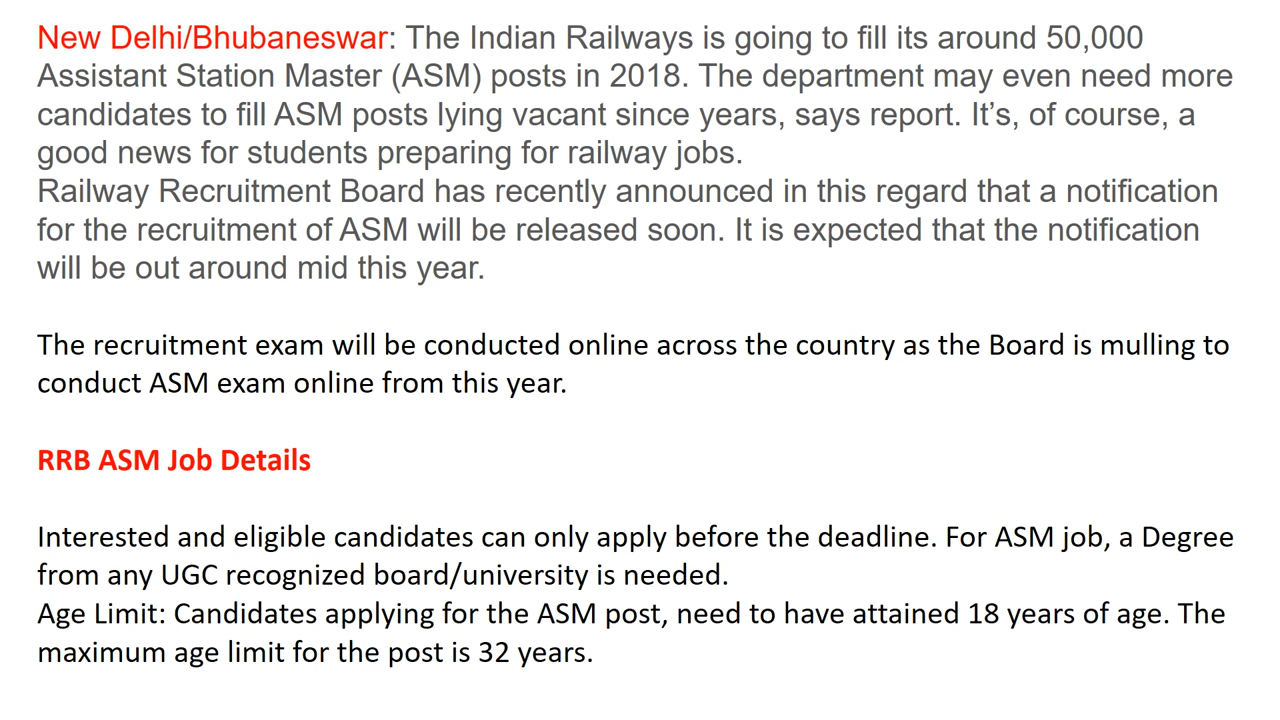 New Delhi/Bhubaneswar: The Indian Railways is going to fill its around 50,000
Assistant Station Master (ASM) posts in 2018. The department may even need more
candidates to fill ASM posts lying vacant since years, says report. It’s, of course, a
good news for students preparing for railway jobs.
Railway Recruitment Board has recently announced in this regard that a notification
for the recruitment of ASM will be released soon. It is expected that the notification
will be out around mid this year.
The recruitment exam will be conducted online across the country as the Board is mulling to
conduct ASM exam online from this year.
RRB ASM Job Details
Interested and eligible candidates can only apply before the deadline. For ASM job, a Degree
from any UGC recognized board/university is needed.
Age Limit: Candidates applying for the ASM post, need to have attained 18 years of age. The
maximum age limit for the post is 32 years.